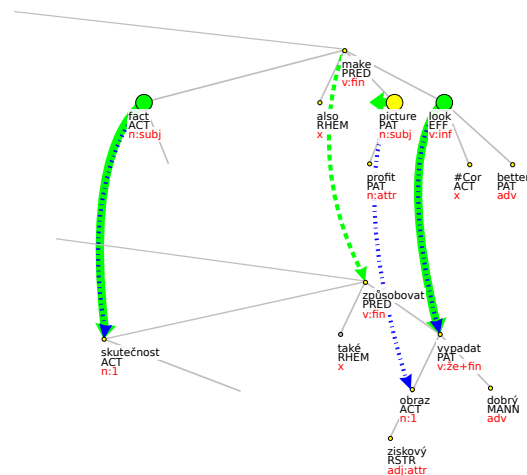 make
PRED
v:fin
fact
ACT
n:subj
also
RHEM
x
picture
PAT
n:subj
look
EFF
v:inf
profit
PAT
n:attr
#Cor
ACT
x
better
PAT
adv
způsobovat
PRED
v:fin
skutečnost
ACT
n:1
také
RHEM
x
vypadat
PAT
v:že+fin
obraz
ACT
n:1
dobrý
MANN
adv
ziskový
RSTR
adj:attr